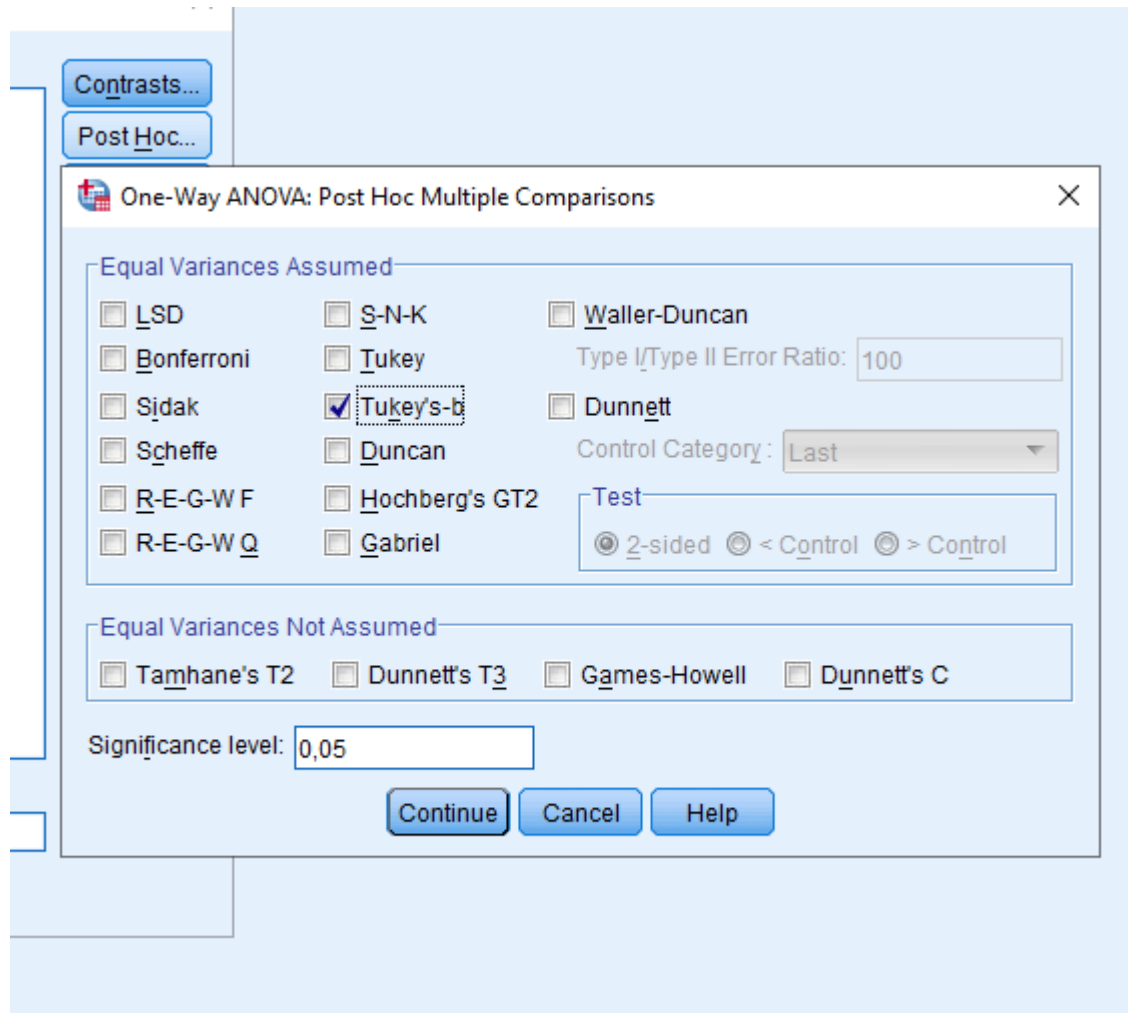 Contrasts...
Post Hoc...
One-Way ANOVA: Post Hoc Multiple Comparisons
Equal Variances Assumed
LSD S-N-K Waller-Duncan
Bonferroni Tukey Type I/Type II Error Ratio: 100
Sidak Tukey's-b Dunnett
Scheffe Duncan Control Category : Last
R-E-G-W F Hochberg's GT2 Test
R-E-G-W Q Gabriel 2-sided < Control > Control
Equal Variances Not Assumed
Tamhane's T2 Dunnett's T3 Games-Howell Dunnett's C
Significance level: 0,05
Continue Cancel Help